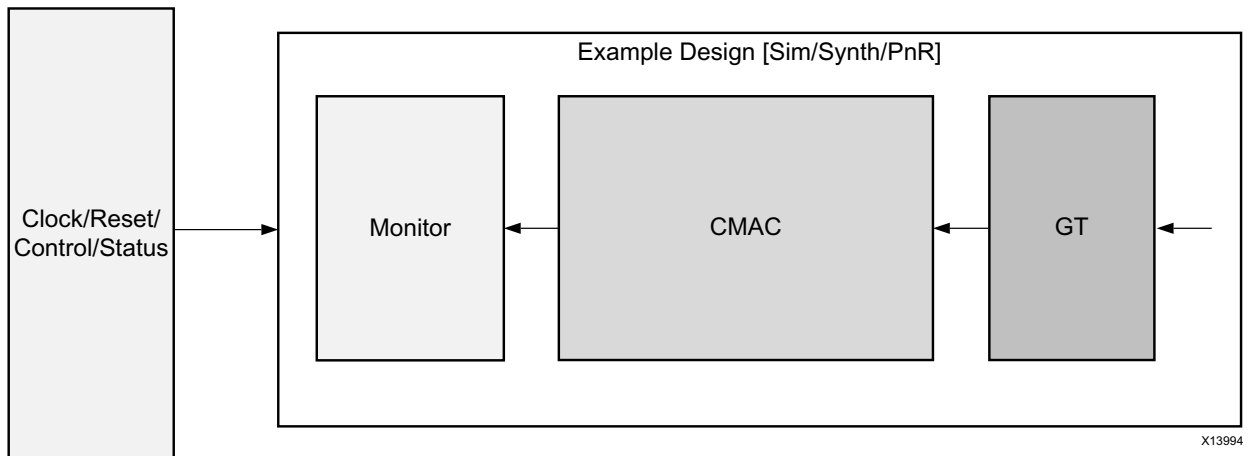 Example Design [Sim/Synth/PnR]
Clock/Reset/
Control/Status
Monitor
CMAC
GT
X13994